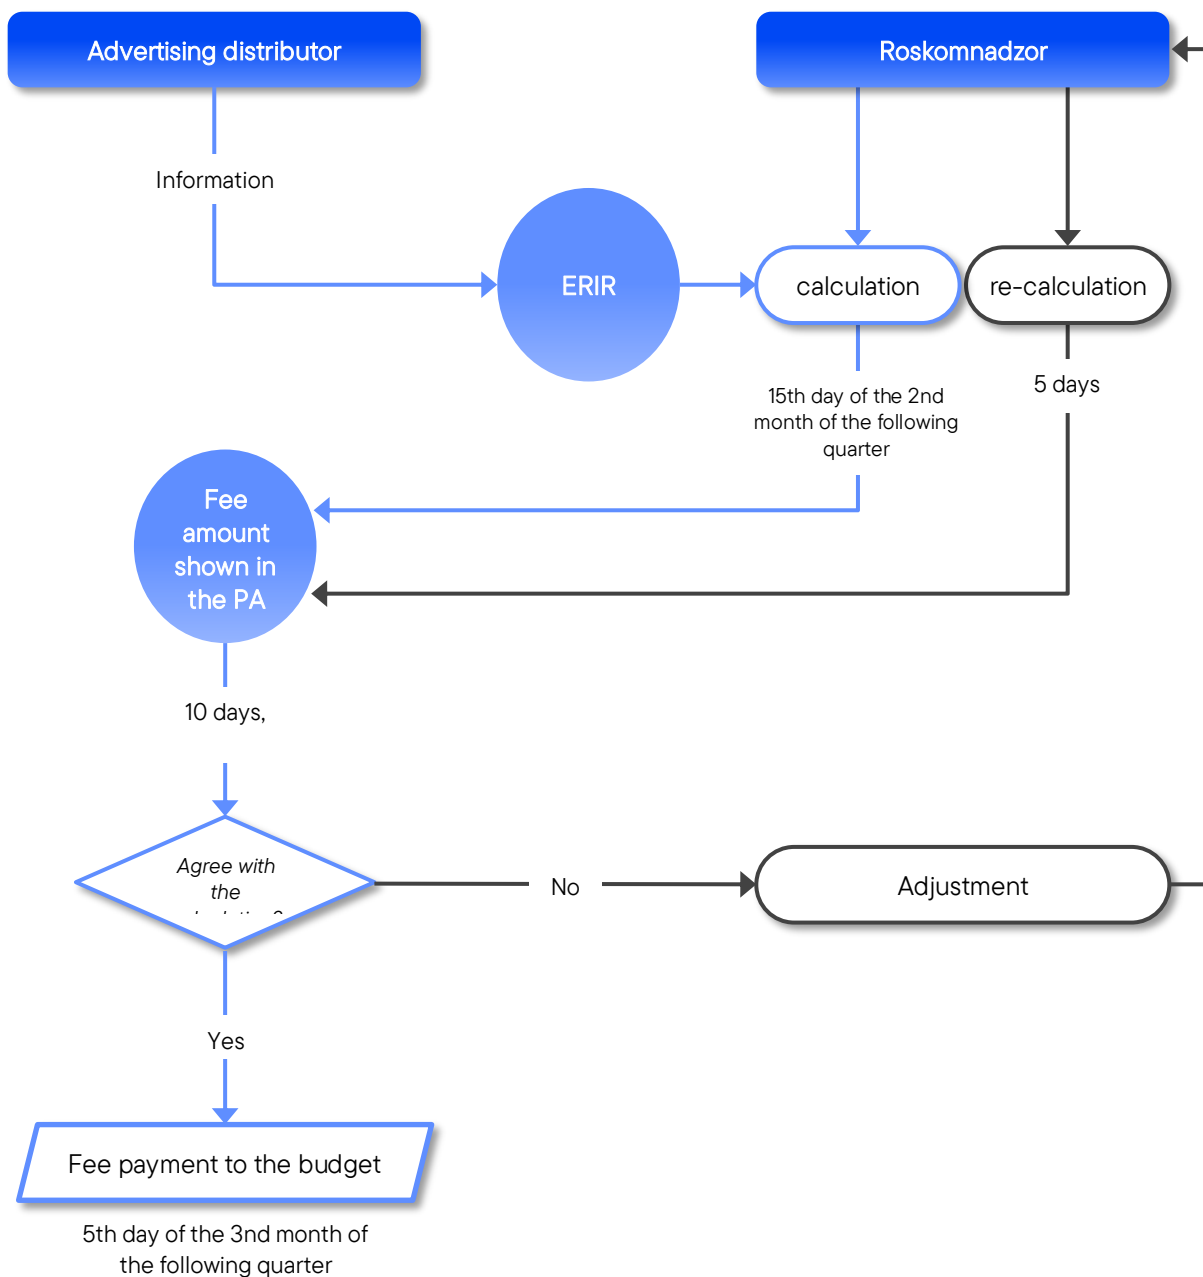 Advertising distributor
Roskomnadzor
Information
ERIR
calculation
re-calculation
15th day of the 2nd
month of the following
quarter
5 days
Fee
amount
shown in
the PA
10 days,
Agree with
the
No
Adjustment
Yes
Fee payment to the budget
5th day of the 3nd month of
the following quarter